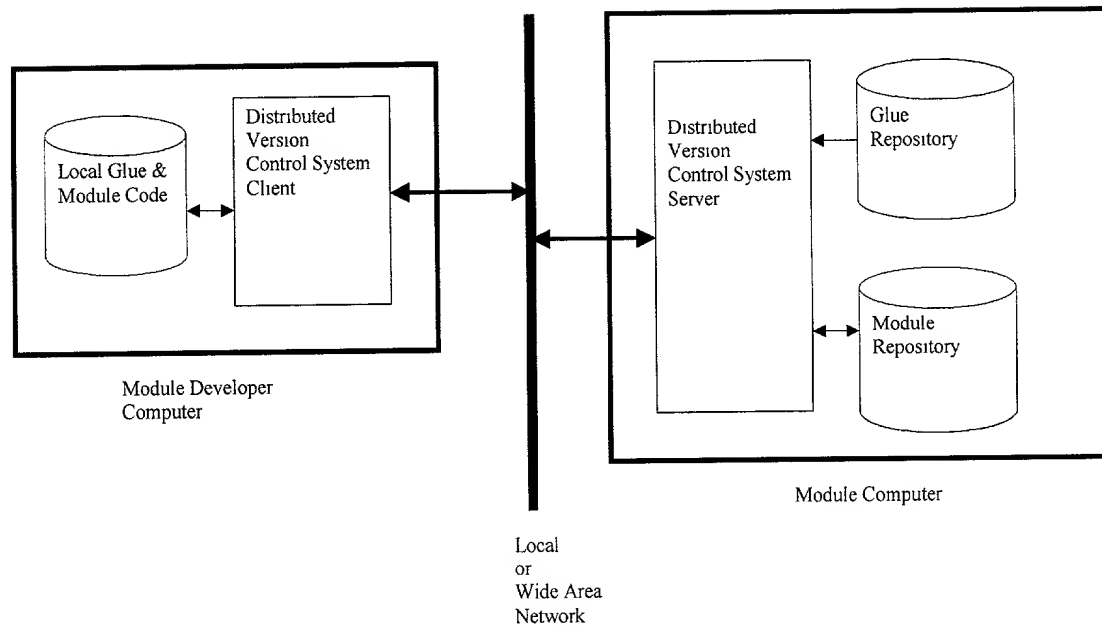 Local Glue &
Module Code
Distributed
Version
Control System
Client
Module Developer
Computer
Local
or
Wide Area
Network
Distributed
Version
Control System
Server
Glue
Repository
Module
Repository
Module Computer